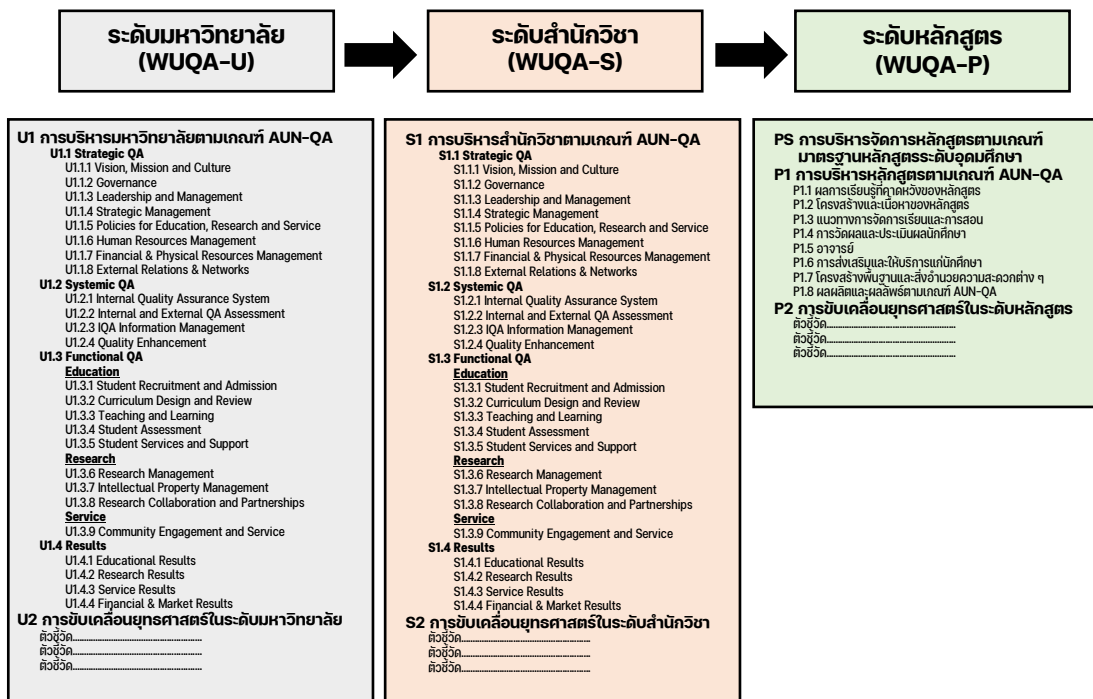 ระดับมหาวิทยาลัย
(WUQA-U)
ระดับสำนักวิชา
(WUQA-S)
ระดับหลักสูตร
(WUQA-P)
U1 การบริหารมหาวิทยาลัยตามเกณฑ์ AUN-QA
U1.1 Strategic QA
U1.1.1 Vision, Mission and Culture
U1.1.2 Governance
U1.1.3 Leadership and Management
U1.1.4 Strategic Management
U1.1.5 Policies for Education, Research and Service
U1.1.6 Human Resources Management
U1.1.7 Financial & Physical Resources Management
U1.1.8 External Relations & Networks
U1.2 Systemic QA
U1.2.1 Internal Quality Assurance System
U1.2.2 Internal and External QA Assessment
U1.2.3 IQA Information Management
U1.2.4 Quality Enhancement
U1.3 Functional QA
Education
U1.3.1 Student Recruitment and Admission
U1.3.2 Curriculum Design and Review
U1.3.3 Teaching and Learning
U1.3.4 Student Assessment
U1.3.5 Student Services and Support
Research
U1.3.6 Research Management
U1.3.7 Intellectual Property Management
U1.3.8 Research Collaboration and Partnerships
Service
U1.3.9 Community Engagement and Service
U1.4 Results
U1.4.1 Educational Results
U1.4.2 Research Results
U1.4.3 Service Results
U1.4.4 Financial & Market Results
U2 การขับเคลื่อนยุทธศาสตร์ในระดับมหาวิทยาลัย
ตัวชี้วัด............................................................
ตัวชี้วัด............................................................
ตัวชี้วัด............................................................
S1 การบริหารสำนักวิชาตามเกณฑ์ AUN-QA
S1.1 Strategic QA
S1.1.1 Vision, Mission and Culture
S1.1.2 Governance
S1.1.3 Leadership and Management
S1.1.4 Strategic Management
S1.1.5 Policies for Education, Research and Service
S1.1.6 Human Resources Management
S1.1.7 Financial & Physical Resources Management
S1.1.8 External Relations & Networks
S1.2 Systemic QA
S1.2.1 Internal Quality Assurance System
S1.2.2 Internal and External QA Assessment
S1.2.3 IQA Information Management
S1.2.4 Quality Enhancement
S1.3 Functional QA
Education
S1.3.1 Student Recruitment and Admission
S1.3.2 Curriculum Design and Review
S1.3.3 Teaching and Learning
S1.3.4 Student Assessment
S1.3.5 Student Services and Support
Research
S1.3.6 Research Management
S1.3.7 Intellectual Property Management
S1.3.8 Research Collaboration and Partnerships
Service
S1.3.9 Community Engagement and Service
S1.4 Results
S1.4.1 Educational Results
S1.4.2 Research Results
S1.4.3 Service Results
S1.4.4 Financial & Market Results
S2 การขับเคลื่อนยุทธศาสตร์ในระดับสำนักวิชา
ตัวชี้วัด............................................................
ตัวชี้วัด............................................................
ตัวชี้วัด............................................................
PS การบริหารจัดการหลักสูตรตามเกณฑ์
มาตรฐานหลักสูตรระดับอุดมศึกษา
P1 การบริหารหลักสูตรตามเกณฑ์ AUN-QA
P1.1 ผลการเรียนรู้ที่คาดหวังของหลักสูตร
P1.2 โครงสร้างและเนื้อหาของหลักสูตร
P1.3 แนวทางการจัดการเรียนและการสอน
P1.4 การวัดผลและประเมินผลนักศึกษา
P1.5 อาจารย์
P1.6 การส่งเสริมและให้บริการแก่นักศึกษา
P1.7 โครงสร้างพื้นฐานและสิ่งอำนวยความสะดวกต่าง ๆ
P1.8 ผลผลิตและผลลัพธ์ตามเกณฑ์ AUN-QA
P2 การขับเคลื่อนยุทธศาสตร์ในระดับหลักสูตร
ตัวชี้วัด............................................................
ตัวชี้วัด............................................................
ตัวชี้วัด............................................................